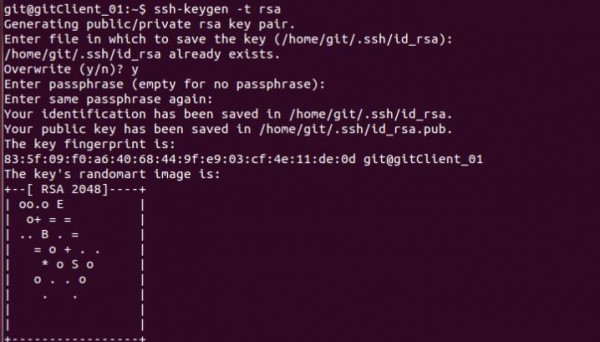 git@gitClient_01:~$ ssh-keygen -t rsa
Generating public/private rsa key pair.
Enter file in which to save the key (/home/git/.ssh/id_rsa):
/home/git/.ssh/id_rsa already exists.
Overwrite (y/n)? y
Enter passphrase (empty for no passphrase):
Enter same passphrase again:
Your identification has been saved in /home/git/.ssh/id_rsa.
Your public key has been saved in /home/git/.ssh/id_rsa.pub.
The key fingerprint is:
83:5f:09:f0:a6:40:68:44:9f:e9:03:cf:4e:11:de:0d git@gitClient_01
The key's randomart image is:
+--[ RSA 2048]----+
| oo.o E          |
|  o+ = =         |
| .. B . =        |
|   = o + . .     |
|    * o S o      |
|   o . . o       |
|    .   .        |
|                 |
|                 |
+-----------------+